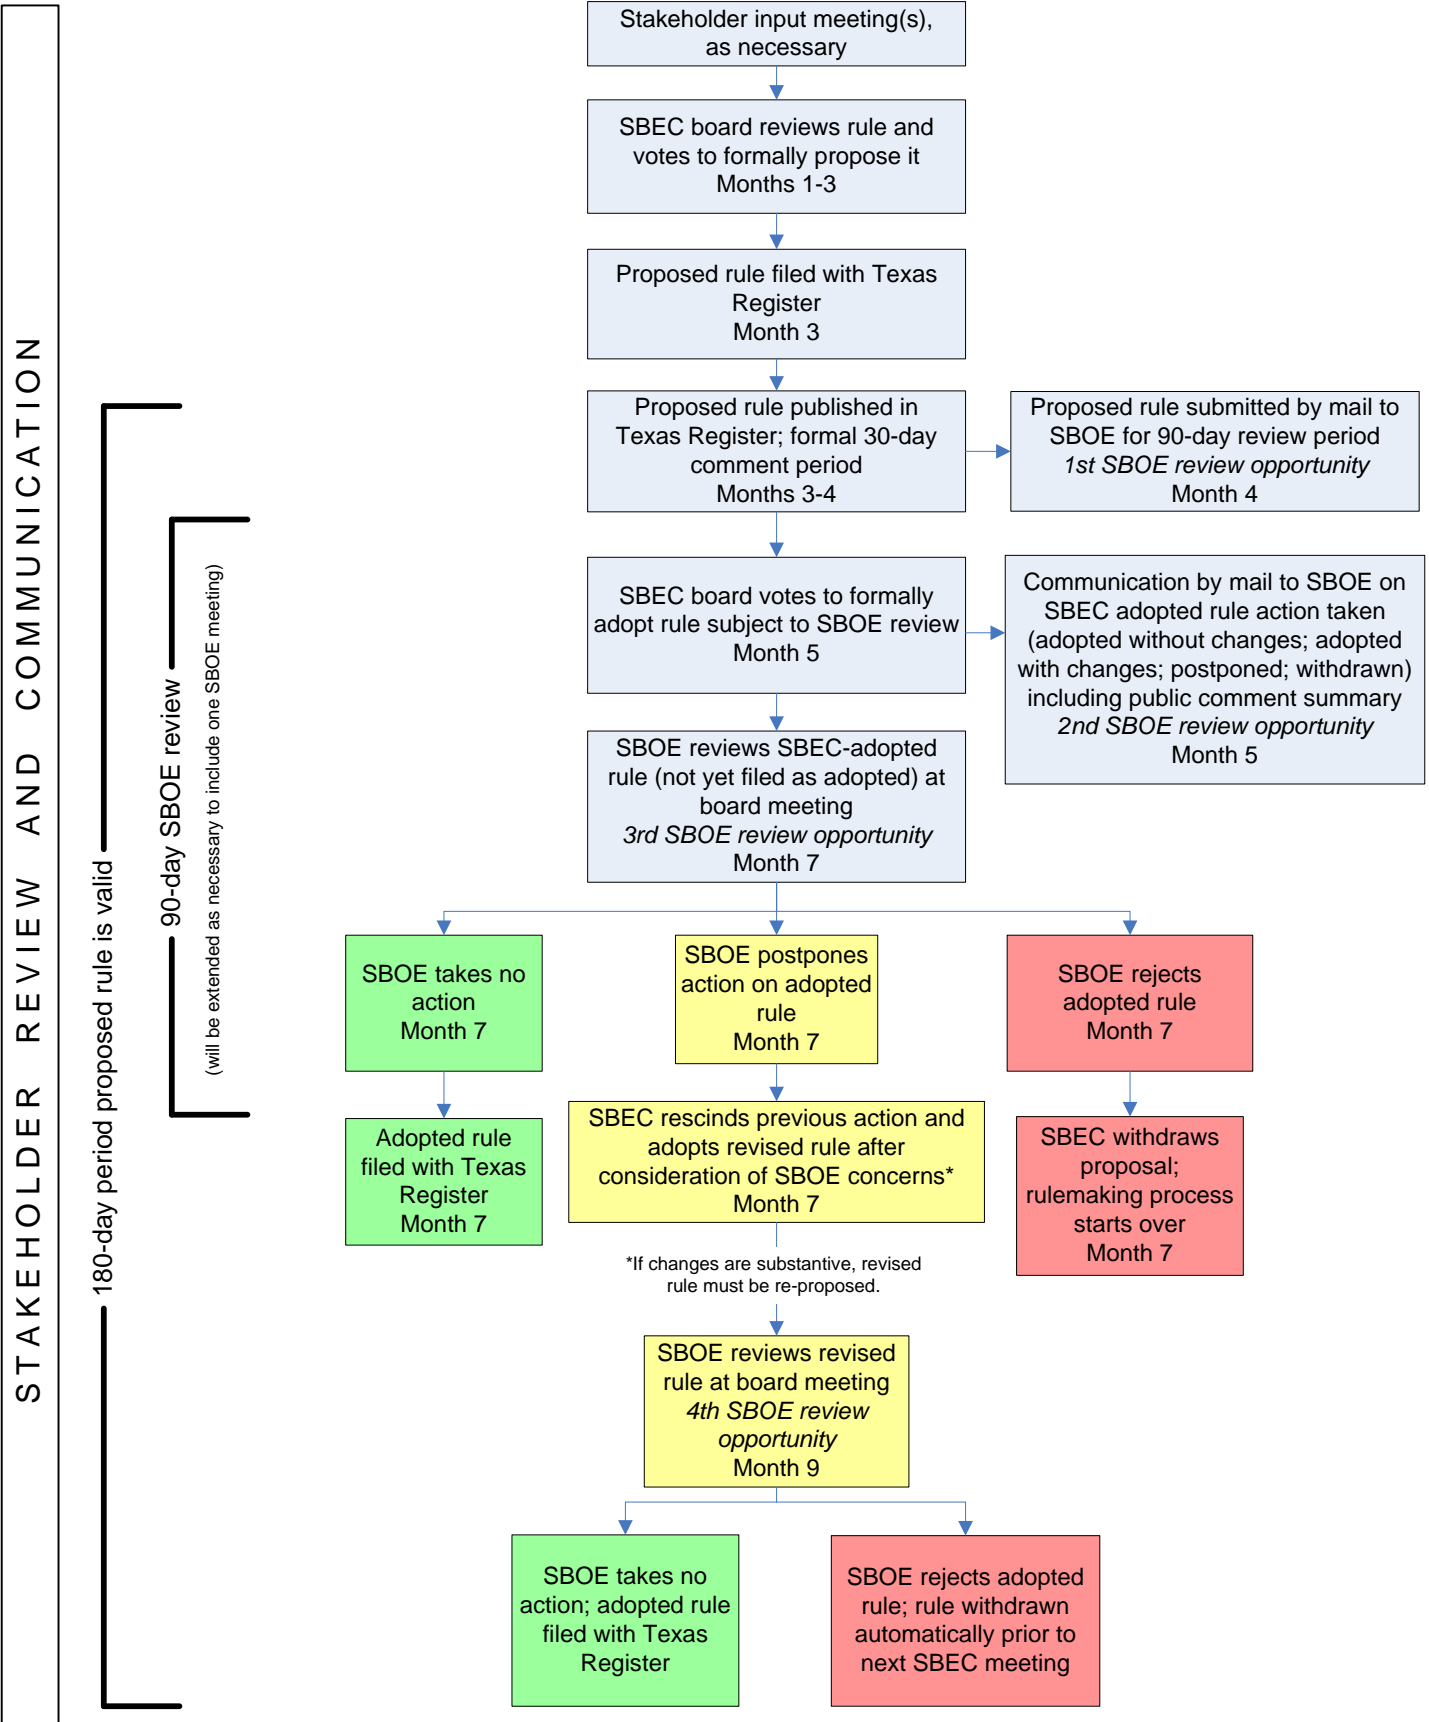 STAKEHOLDER REVIEW AND COMMUNICATION
180-day period proposed rule is valid
90-day SBOE review
(will be extended as necessary to include one SBOE meeting)
Stakeholder input meeting(s),
as necessary
SBEC board reviews rule and
votes to formally propose it
Months 1-3
Proposed rule filed with Texas
Register
Month 3
Proposed rule published in
Texas Register; formal 30-day
comment period
Months 3-4
Proposed rule submitted by mail to
SBOE for 90-day review period
1st SBOE review opportunity
Month 4
SBEC board votes to formally
adopt rule subject to SBOE review
Month 5
Communication by mail to SBOE on
SBEC adopted rule action taken
(adopted without changes; adopted
with changes; postponed; withdrawn)
including public comment summary
2nd SBOE review opportunity
Month 5
SBOE reviews SBEC-adopted
rule (not yet filed as adopted) at
board meeting
3rd SBOE review opportunity
Month 7
SBOE takes no
action
Month 7
SBOE postpones
action on adopted
rule
Month 7
SBOE rejects
adopted rule
Month 7
Adopted rule
filed with Texas
Register
Month 7
SBEC rescinds previous action and
adopts revised rule after
consideration of SBOE concerns*
Month 7
SBEC withdraws
proposal;
rulemaking process
starts over
Month 7
*If changes are substantive, revised
rule must be re-proposed.
SBOE reviews revised
rule at board meeting
4th SBOE review
opportunity
Month 9
SBOE takes no
action; adopted rule
filed with Texas
Register
SBOE rejects adopted
rule; rule withdrawn
automatically prior to
next SBEC meeting